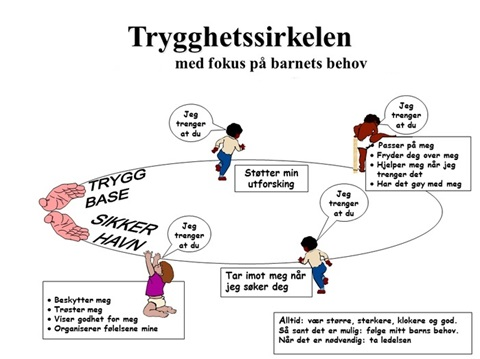 Trygghetssirkelen
med fokus på barnets behov
Jeg
trenger
at du
Jeg
trenger
at du
• Passer på meg
• Fryder deg over meg
• Hjelper meg når jeg
trenger det
• Har det gøy med meg
Støtter min
utforsking
TRYGG
BASE
SIKKER
HAVN
Jeg
trenger
at du
Jeg
trenger
at du
Tar imot meg når
jeg søker deg
• Beskytter meg
• Trøster meg
• Viser godhet for meg
• Organiserer følelsene mine
Alltid: vær større, sterkere, klokere og god.
Så sant det er mulig: følge mitt barns behov.
Når det er nødvendig: ta ledelsen